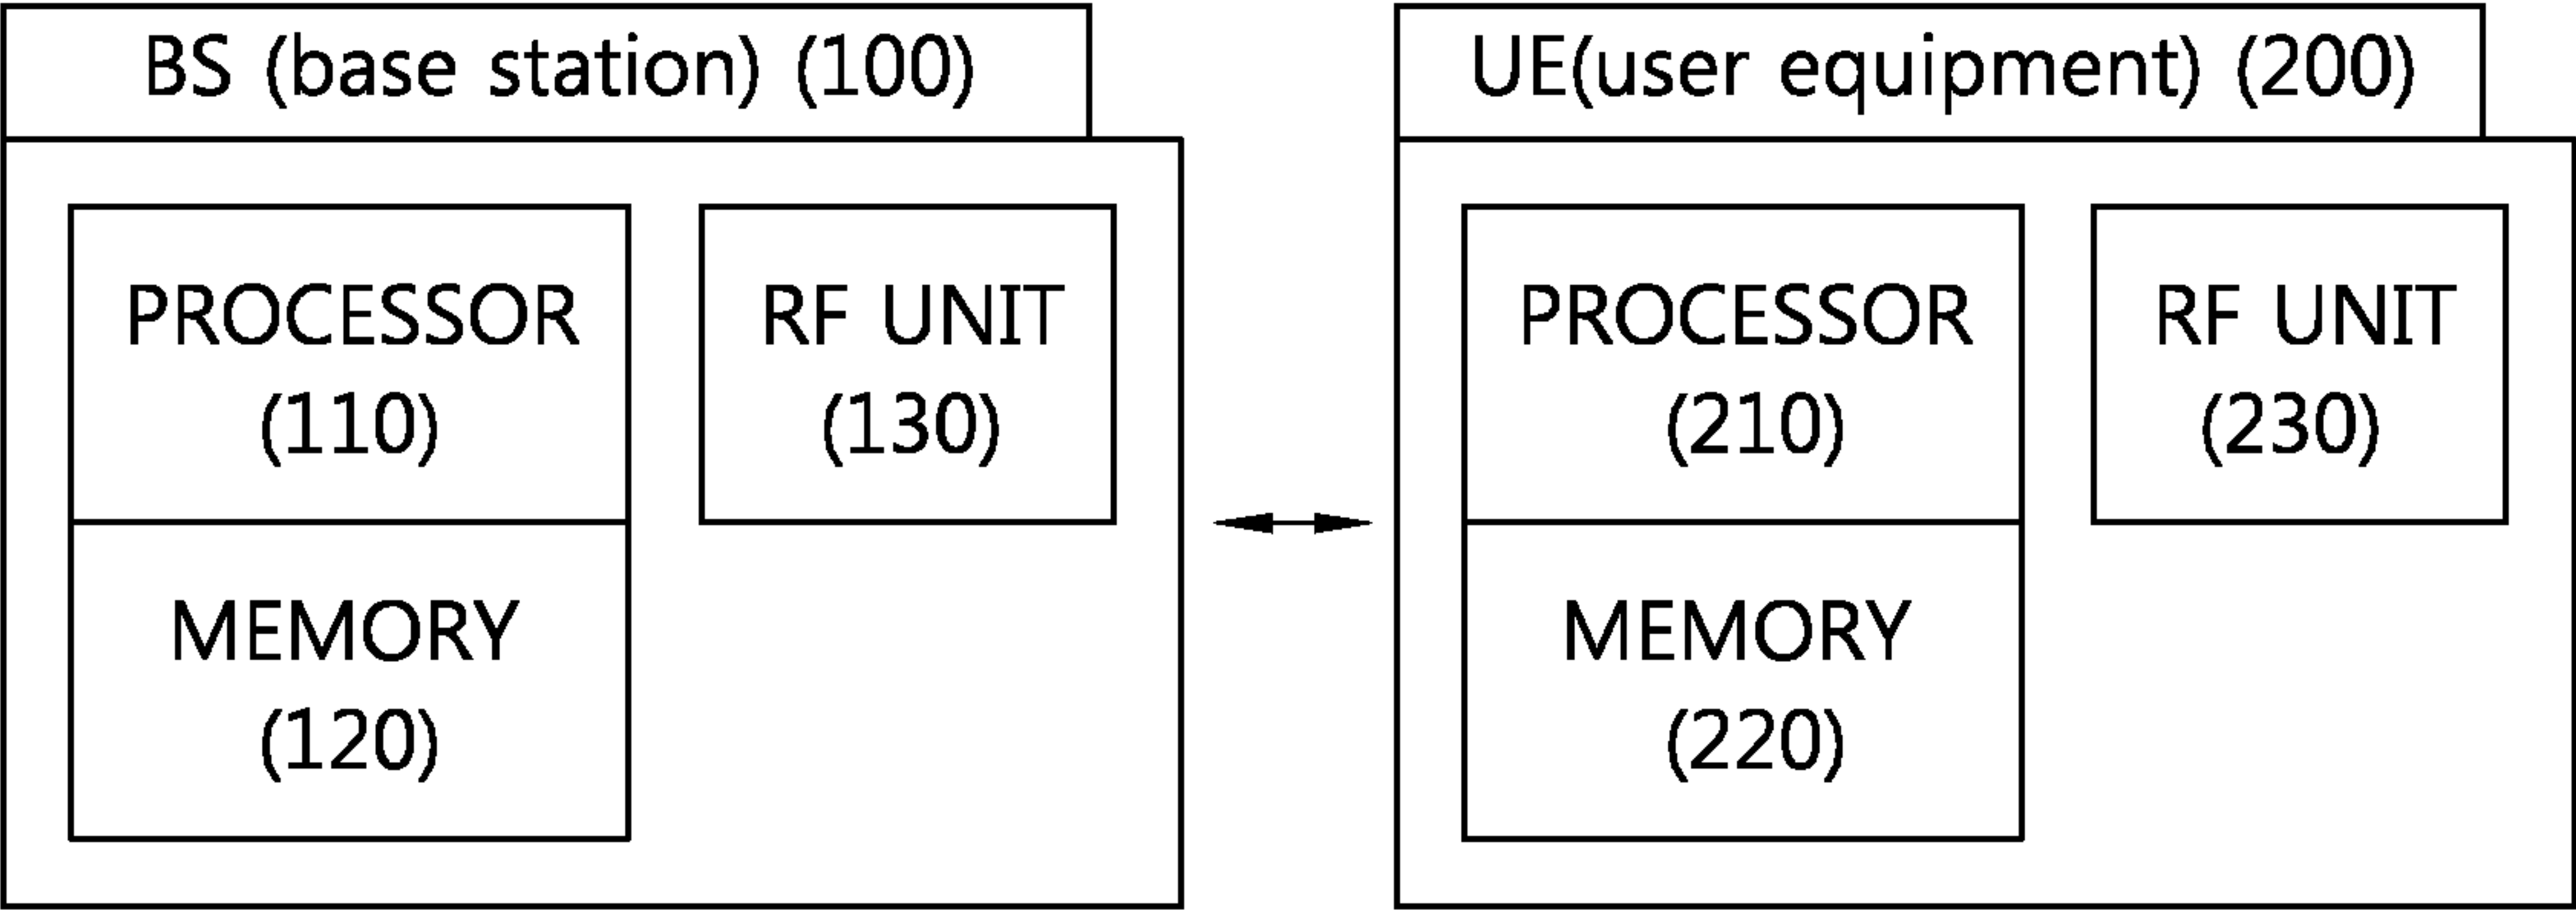 BS (base station) (100)
PROCESSOR
(110)
RF UNIT
(130)
MEMORY
(120)
UE(user equipment) (200)
PROCESSOR
(210)
RF UNIT
(230)
MEMORY
(220)